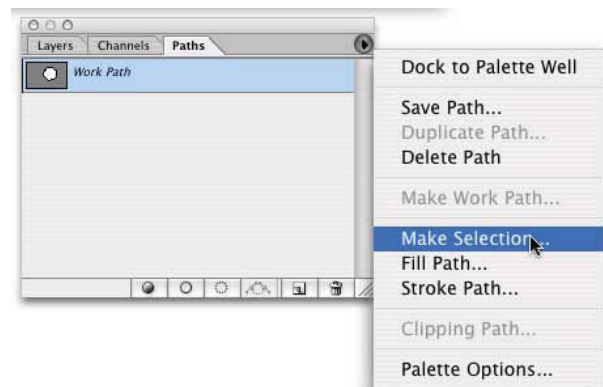 Layers Channels Paths
Work Path
Dock to Palette Well
Save Path...
Duplicate Path...
Delete Path
Make Work Path...
Make Selection...
Fill Path...
Stroke Path...
Clipping Path...
Palette Options...